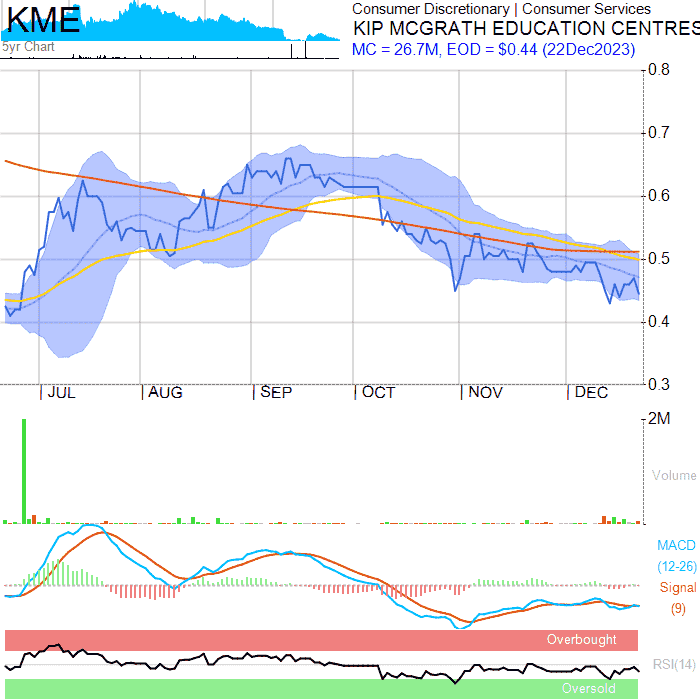 KME
5yr Chart
Consumer Discretionary | Consumer Services
KIP MCGRATH EDUCATION CENTRES
MC = 26.7M, EOD = $0.44 (22Dec2023)
0.8
0.7
0.6
0.5
0.4
0.3
JUL AUG SEP OCT NOV DEC
2M
Volume
MACD
(12-26)
Signal
(9)
Overbought
RSI(14)
Oversold